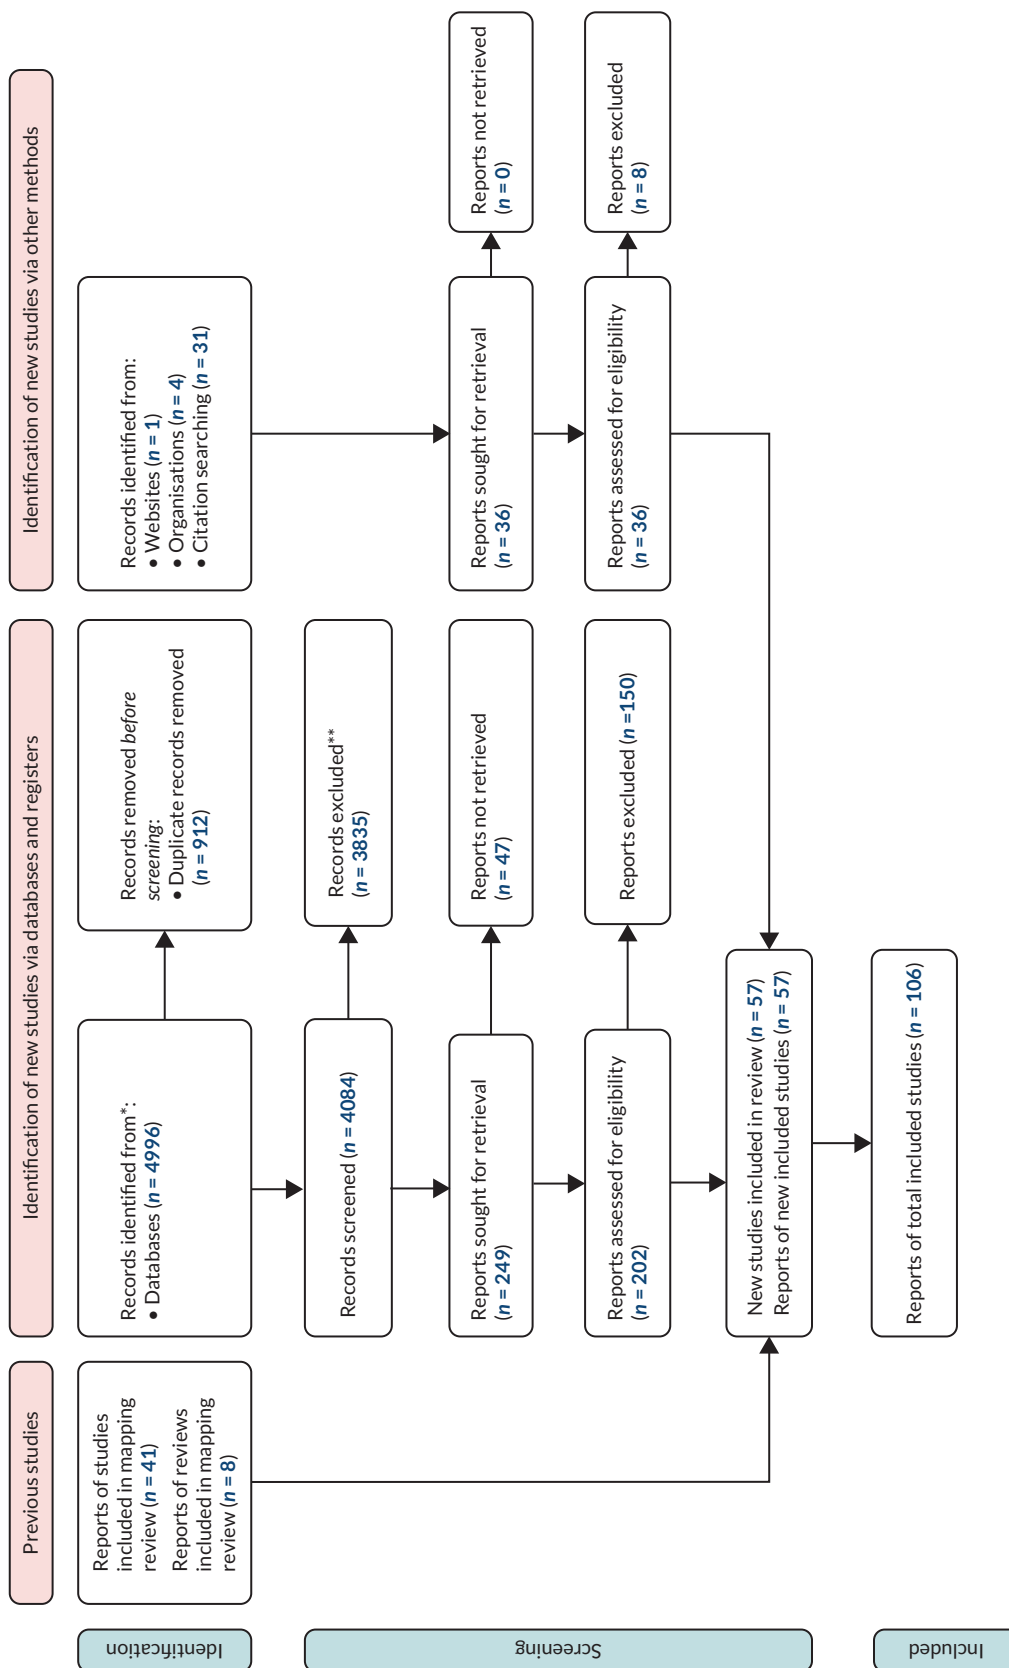 Previous studies
Identification of new studies via databases and registers
Identification of new studies via other methods
Identification
Reports of studies
included in mapping
review (n = 41)
Reports of reviews
included in mapping
review (n = 8)
Records identified from*:
• Databases (n = 4996)
Records removed before
screening:
• Duplicate records removed
(n = 912)
Records identified from:
• Websites (n = 1)
• Organisations (n = 4)
• Citation searching (n = 31)
Screening
Records screened (n = 4084)
Records excluded**
(n = 3835)
Reports sought for retrieval
(n = 249)
Reports not retrieved
(n = 47)
Reports sought for retrieval
(n = 36)
Reports not retrieved
(n = 0)
Reports assessed for eligibility
(n = 202)
Reports excluded (n =150)
Reports assessed for eligibility
(n = 36)
Reports excluded
(n = 8)
New studies included in review (n = 57)
Reports of new included studies (n = 57)
Included
Reports of total included studies (n = 106)